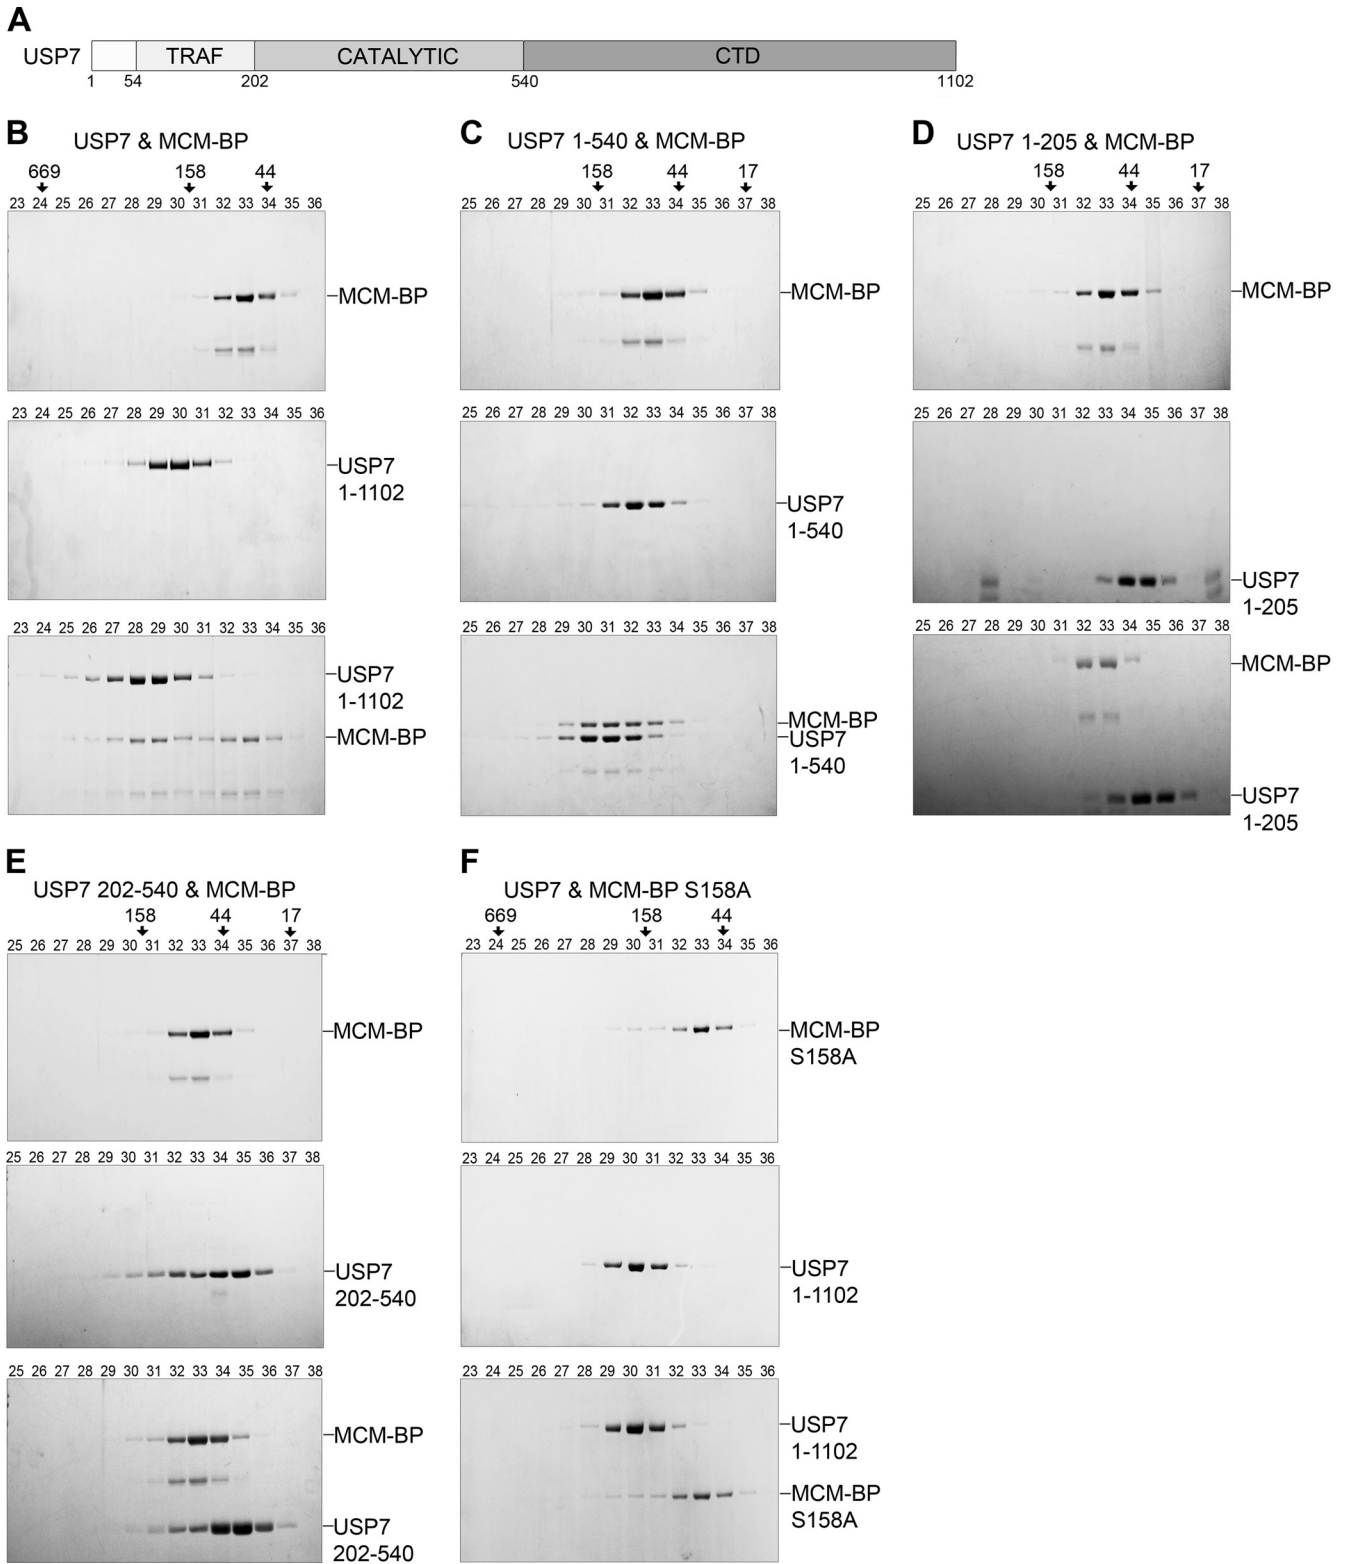 A
USP7
TRAF
CATALYTIC
CTD
1 54 202 540 1102
B
USP7 & MCM-BP
669 158 44
23 24 25 26 27 28 29 30 31 32 33 34 35 36
MCM-BP
23 24 25 26 27 28 29 30 31 32 33 34 35 36
USP7
1-1102
23 24 25 26 27 28 29 30 31 32 33 34 35 36
USP7
1-1102
MCM-BP
C
USP7 1-540 & MCM-BP
158 44 17
25 26 27 28 29 30 31 32 33 34 35 36 37 38
MCM-BP
25 26 27 28 29 30 31 32 33 34 35 36 37 38
USP7
1-540
25 26 27 28 29 30 31 32 33 34 35 36 37 38
MCM-BP
USP7
1-540
D
USP7 1-205 & MCM-BP
158 44 17
25 26 27 28 29 30 31 32 33 34 35 36 37 38
MCM-BP
25 26 27 28 29 30 31 32 33 34 35 36 37 38
USP7
1-205
25 26 27 28 29 30 31 32 33 34 35 36 37 38
MCM-BP
USP7
1-205
E
USP7 202-540 & MCM-BP
158 44 17
25 26 27 28 29 30 31 32 33 34 35 36 37 38
MCM-BP
25 26 27 28 29 30 31 32 33 34 35 36 37 38
USP7
202-540
25 26 27 28 29 30 31 32 33 34 35 36 37 38
MCM-BP
USP7
202-540
F
USP7 & MCM-BP S158A
669 158 44
23 24 25 26 27 28 29 30 31 32 33 34 35 36
MCM-BP
S158A
23 24 25 26 27 28 29 30 31 32 33 34 35 36
USP7
1-1102
23 24 25 26 27 28 29 30 31 32 33 34 35 36
USP7
1-1102
MCM-BP
S158A